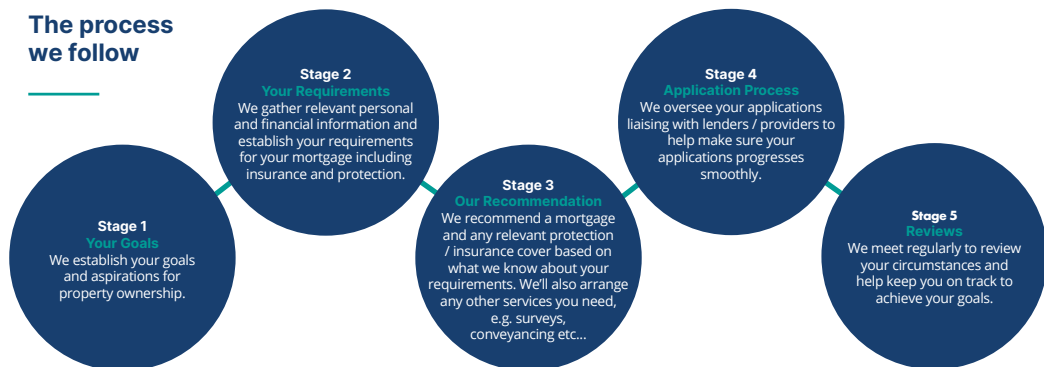 The process
we follow
Stage 1
Your Goals
We establish your goals
and aspirations for
property ownership.
Stage 2
Your Requirements
We gather relevant personal
and financial information and
establish your requirements
for your mortgage including
insurance and protection.
Stage 3
Our Recommendation
We recommend a mortgage
and any relevant protection
/ insurance cover based on
what we know about your
requirements. We’ll also arrange
any other services you need,
e.g. surveys,
conveyancing etc...
Stage 4
Application Process
We oversee your applications
liaising with lenders / providers to
help make sure your
applications progresses
smoothly.
Stage 5
Reviews
We meet regularly to review
your circumstances and
help keep you on track to
achieve your goals.